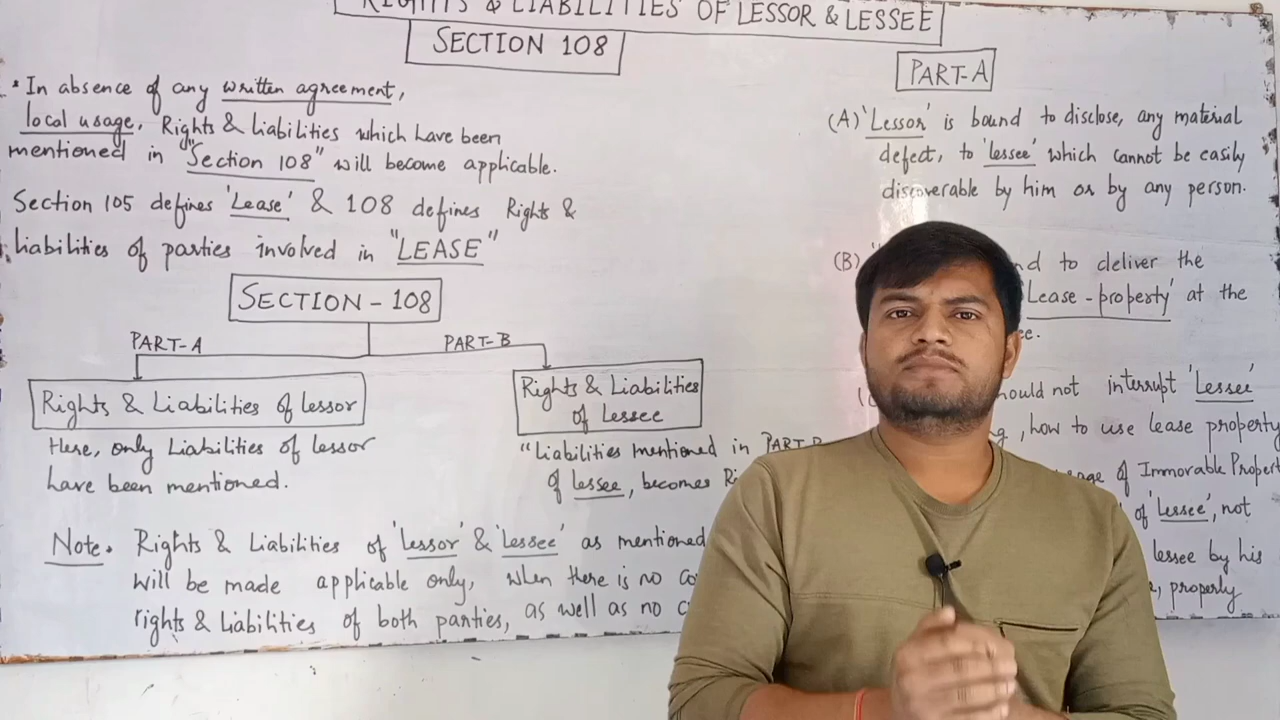 RIGHTS & LIABILITIES OF LESSOR & LESSEE
SECTION 108
* In absence of any written agreement,
local usage, Rights & Liabilities which have been
mentioned in "Section 108" will become applicable.
Section 105 defines 'Lease' & 108 defines Rights &
liabilities of parties involved in "LEASE"
SECTION - 108
PART-A
PART-B
Rights & Liabilities of lessor
Here, only Liabilities of lessor
have been mentioned.
Rights & Liabilities
of Lessee
"Liabilities mentioned in PART
of lessee, becomes
Note. Rights & Liabilities of 'lessor' & 'lessee' as mentioned
will be made applicable only, when there is no
rights & Liabilities of both parties, as well as no
PART-A
(A) 'Lessor' is bound to disclose, any material
defect, to 'lessee' which cannot be easily
discoverable by him or by any person.
(B)
to deliver the
'Lease - property' at the
not interrupt 'Lessee'
, how to use lease property
of Immovable Property
of 'Lessee', not
lessee by his
properly